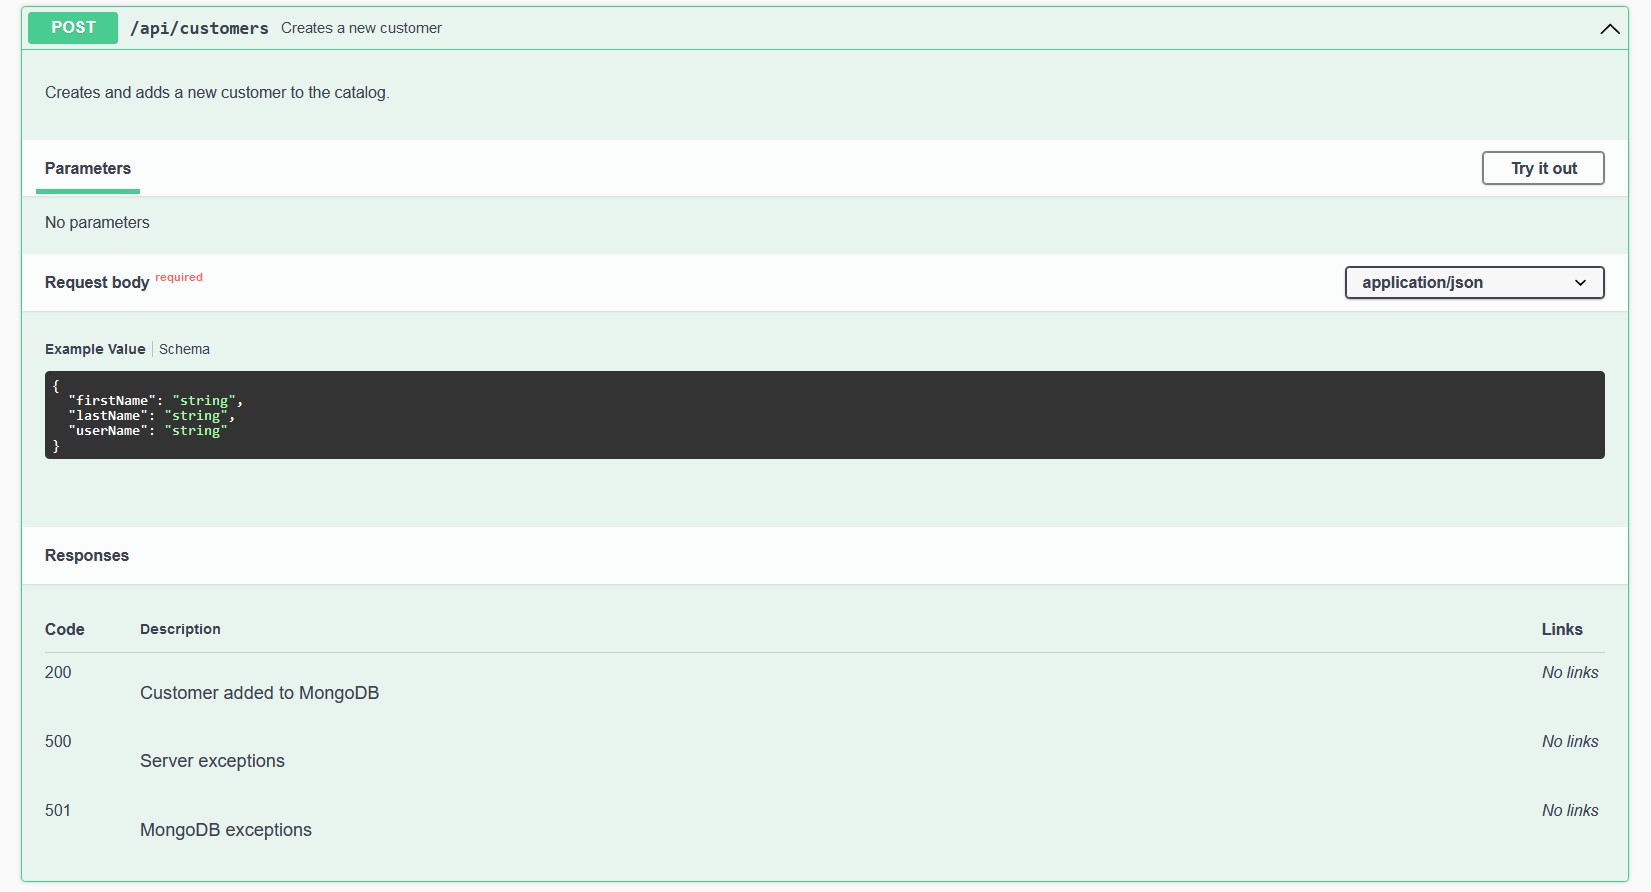 POST /api/customers Creates a new customer
Creates and adds a new customer to the catalog.
Parameters Try it out
No parameters
Request body required application/json
Example Value Schema
{
"firstName": "string",
"lastName": "string",
"userName": "string"
}
Responses
Code Description Links
200 No links
Customer added to MongoDB
500 No links
Server exceptions
501 No links
MongoDB exceptions